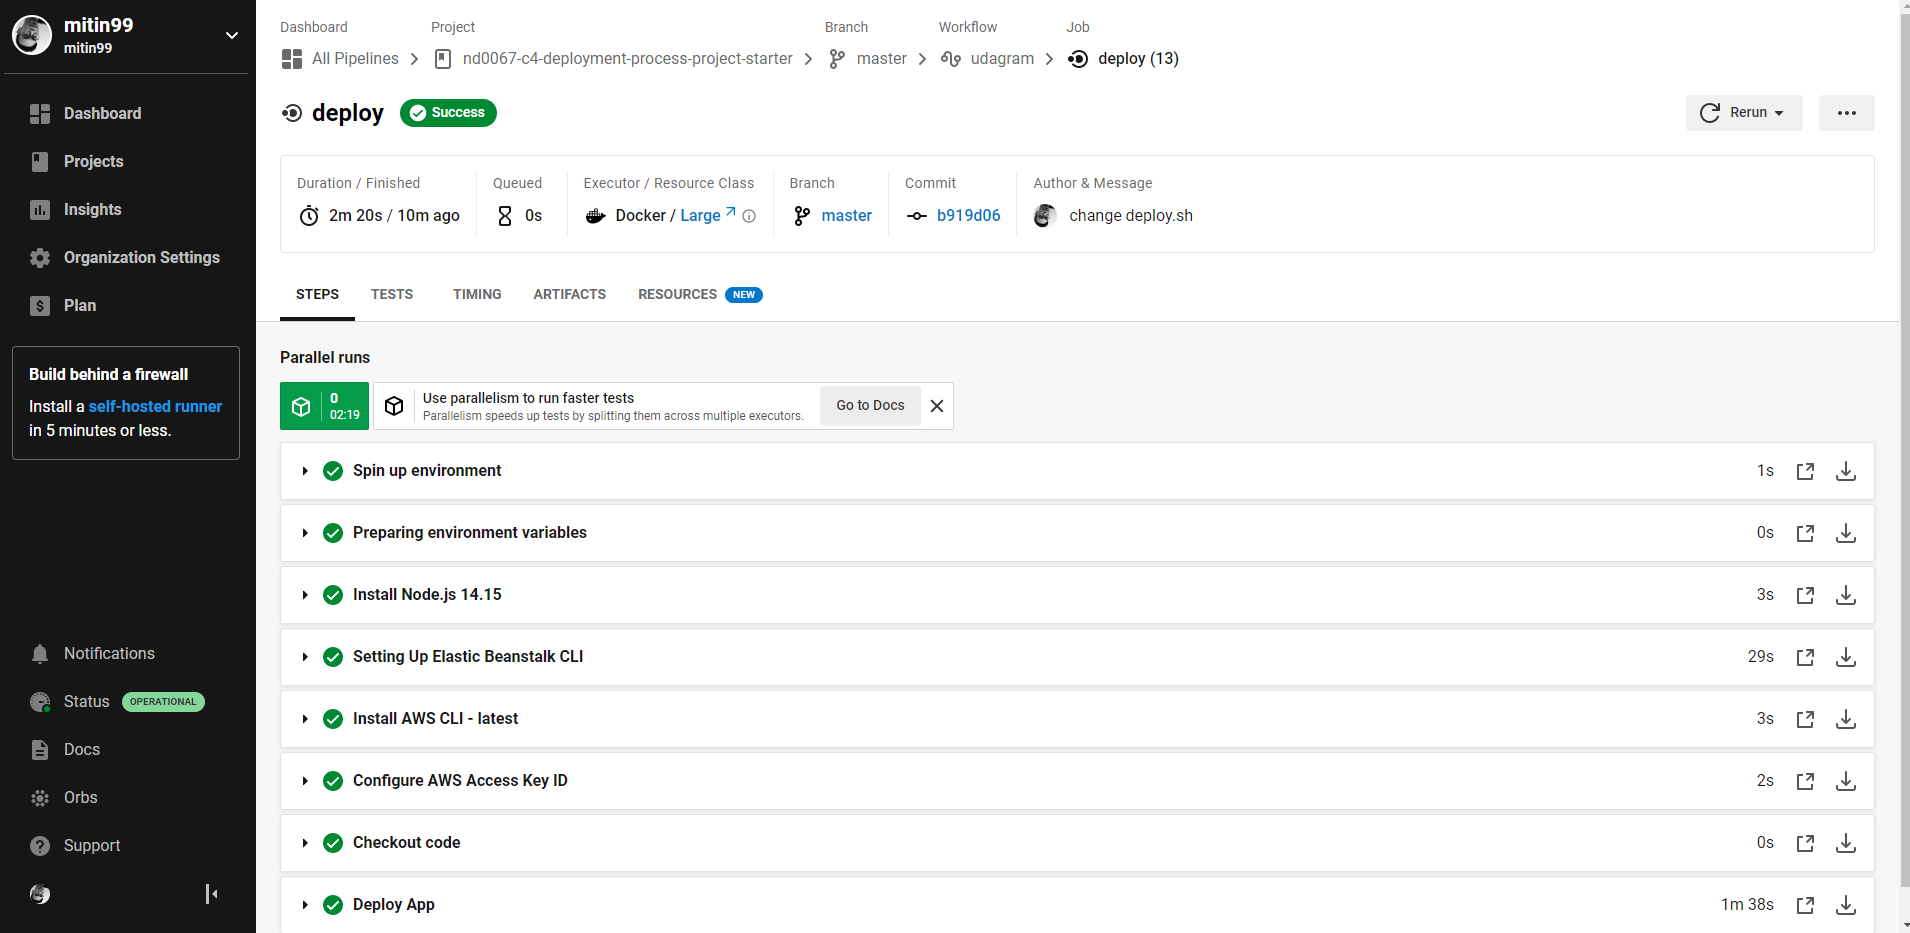 mitin99
mitin99
Dashboard
Projects
Insights
Organization Settings
Plan
Build behind a firewall
Install a self-hosted runner
in 5 minutes or less.
Notifications
Status OPERATIONAL
Docs
Orbs
Support
Dashboard Project Branch Workflow Job
All Pipelines nd0067-c4-deployment-process-project-starter master udagram deploy (13)
deploy Success Rerun
Duration / Finished Queued Executor / Resource Class Branch Commit Author & Message
2m 20s / 10m ago 0s Docker / Large master b919d06 change deploy.sh
STEPS TESTS TIMING ARTIFACTS RESOURCES NEW
Parallel runs
0
02:19
Use parallelism to run faster tests
Parallelism speeds up tests by splitting them across multiple executors.
Go to Docs
Spin up environment 1s
Preparing environment variables 0s
Install Node.js 14.15 3s
Setting Up Elastic Beanstalk CLI 29s
Install AWS CLI - latest 3s
Configure AWS Access Key ID 2s
Checkout code 0s
Deploy App 1m 38s